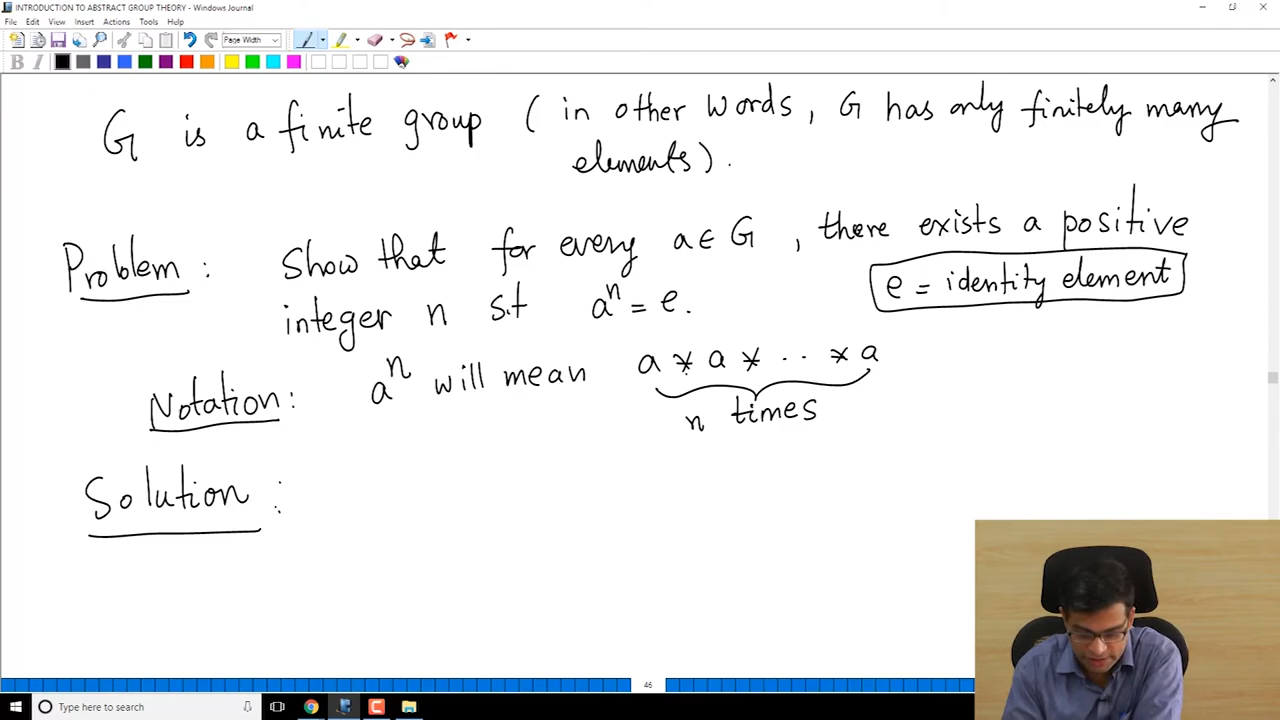 INTRODUCTION TO ABSTRACT GROUP THEORY - Windows Journal
File Edit View Insert Actions Tools Help
Page Width
B I
G is a finite group ( in other words, G has only finitely many
elements).
Problem: Show that for every a ∈ G, there exists a positive
integer n s.t a^n = e.
e = identity element
Notation: a^n will mean a * a * .. * a
n times
Solution:
46
Type here to search